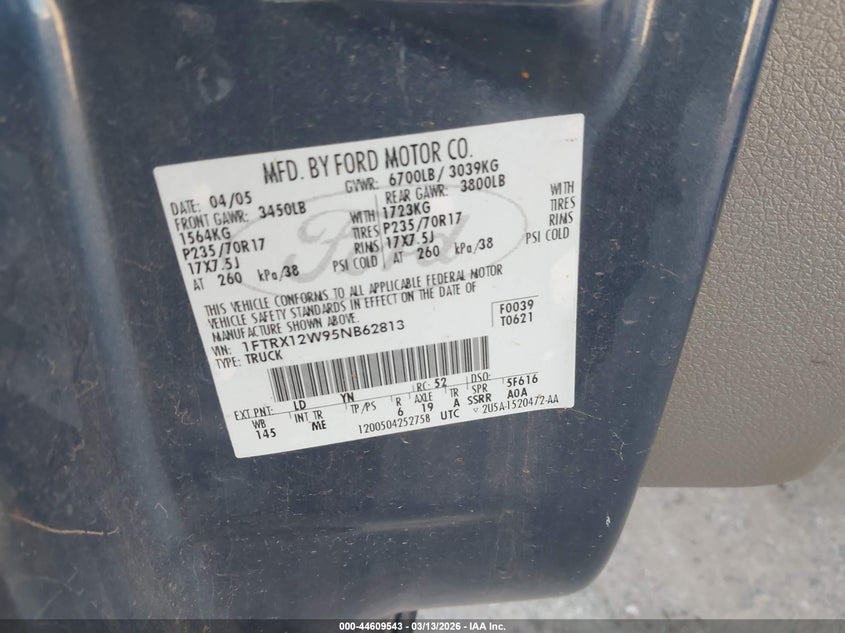 MFD. BY FORD MOTOR CO.
DATE: 04/05 GVWR: 6700LB/ 3039KG
FRONT GAWR: 3450LB REAR GAWR: 3800LB
1564KG WITH 1723KG WITH
P235/70R17 TIRES P235/70R17 TIRES
17X7.5J RIMS 17X7.5J RIMS
AT 260 kPa/38 PSI COLD AT 260 kPa/38 PSI COLD
THIS VEHICLE CONFORMS TO ALL APPLICABLE FEDERAL MOTOR
VEHICLE SAFETY STANDARDS IN EFFECT ON THE DATE OF
MANUFACTURE SHOWN ABOVE.
VIN: 1FTRX12W95NB62813
TYPE: TRUCK
F0039
T0621
EXT PNT: LD YN RC: 52 DSO:
WB INT TR TP/PS R AXLE TR SPR 5F616
145 ME 6 19 A SSRR A0A
1200504252758 UTC 2U5A-1520472-AA
Ford
000-44609543 - 03/13/2026 - IAA Inc.